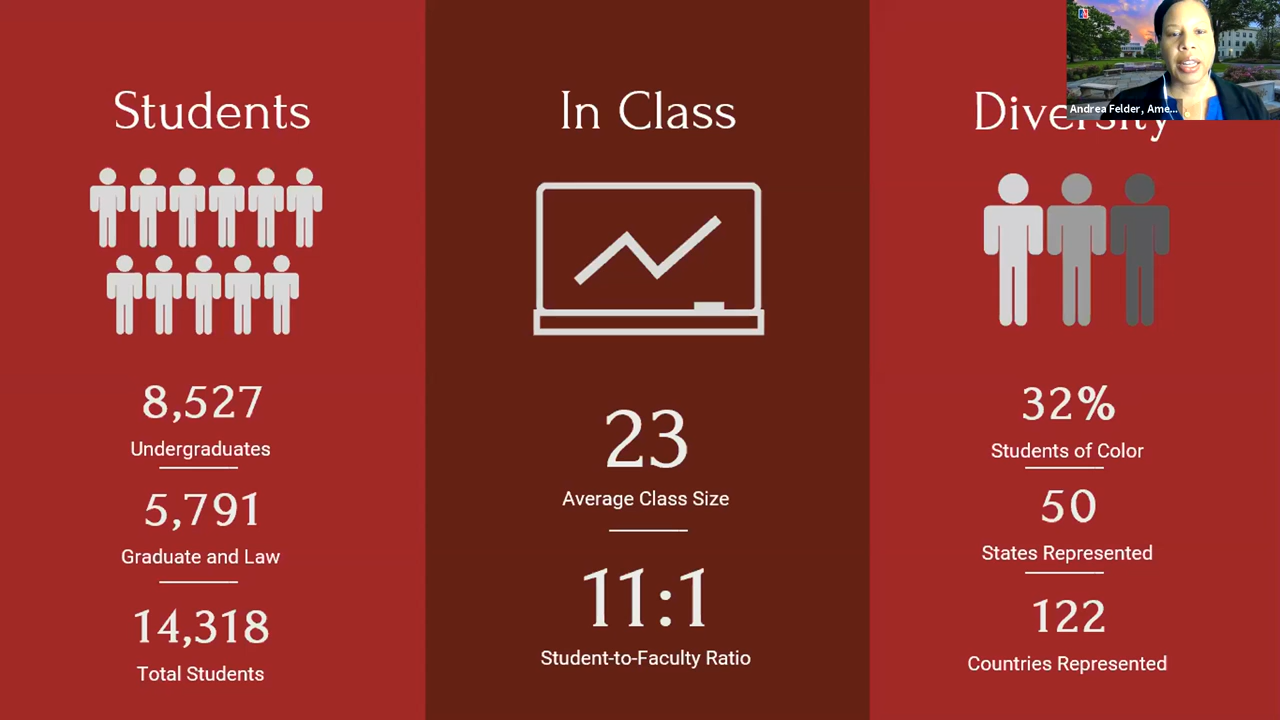 Students
8,527
Undergraduates
5,791
Graduate and Law
14,318
Total Students
In Class
23
Average Class Size
11:1
Student-to-Faculty Ratio
Andrea Felder, Ame...
Diversity
32%
Students of Color
50
States Represented
122
Countries Represented